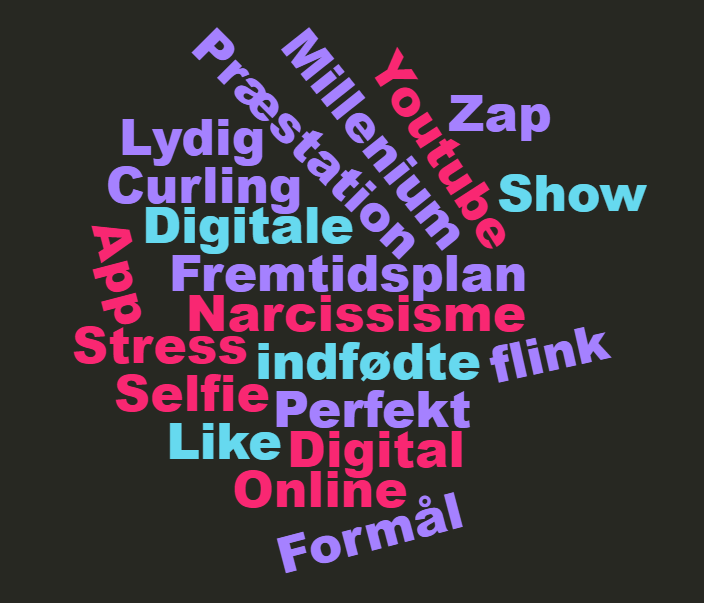 Præstation
Millenium
Youtube
Zap
Lydig
Curling
Show
Digitale
App
Fremtidsplan
Narcissisme
Stress
indfødte
flink
Selfie
Perfekt
Like
Digital
Online
Formål